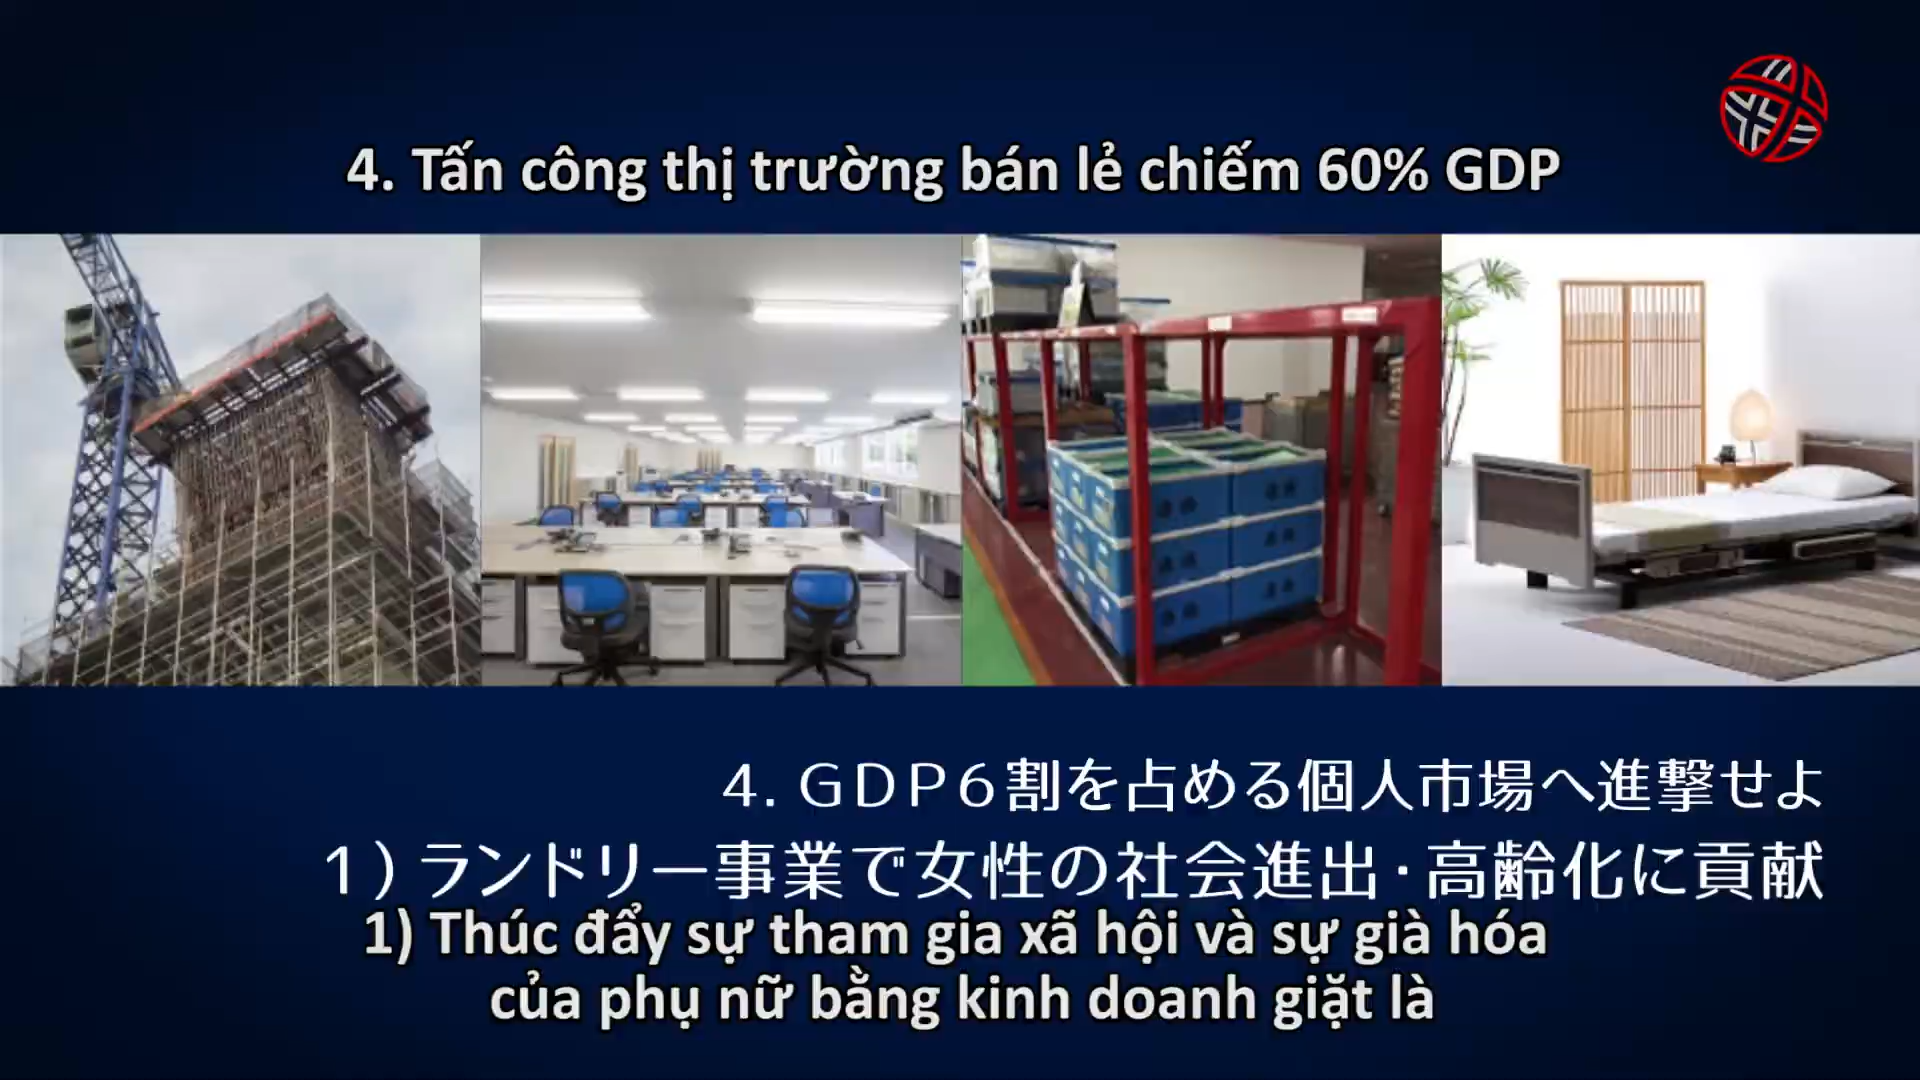 4. Tấn công thị trường bán lẻ chiếm 60% GDP
4. GDP6割を占める個人市場へ進撃せよ
1）ランドリー事業で女性の社会進出・高齢化に貢献
1) Thúc đẩy sự tham gia xã hội và sự già hóa
của phụ nữ bằng kinh doanh giặt là